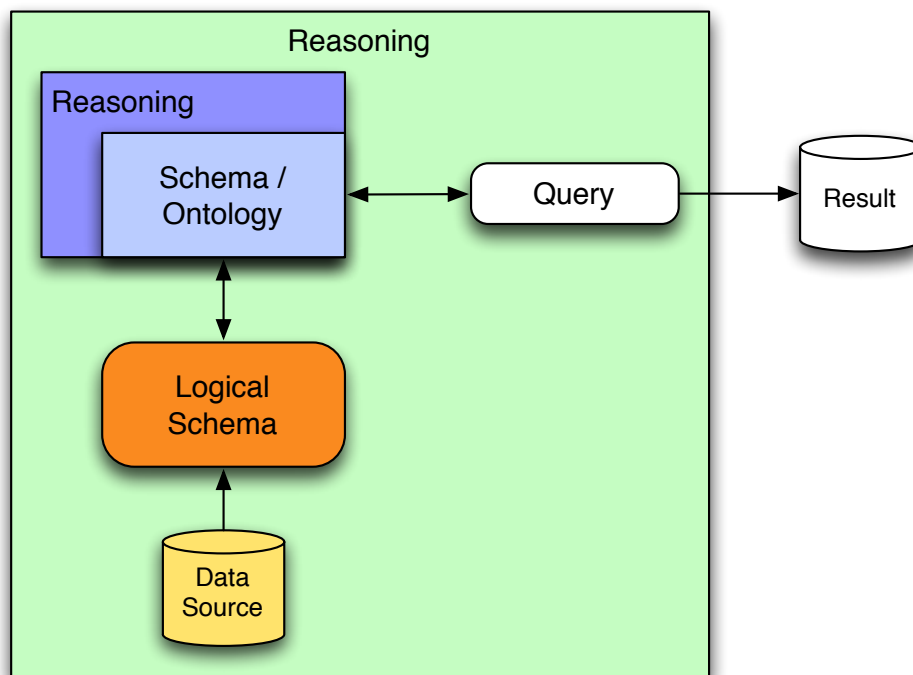 Reasoning
Reasoning
Schema /
Ontology
Query
Result
Logical
Schema
Data
Source